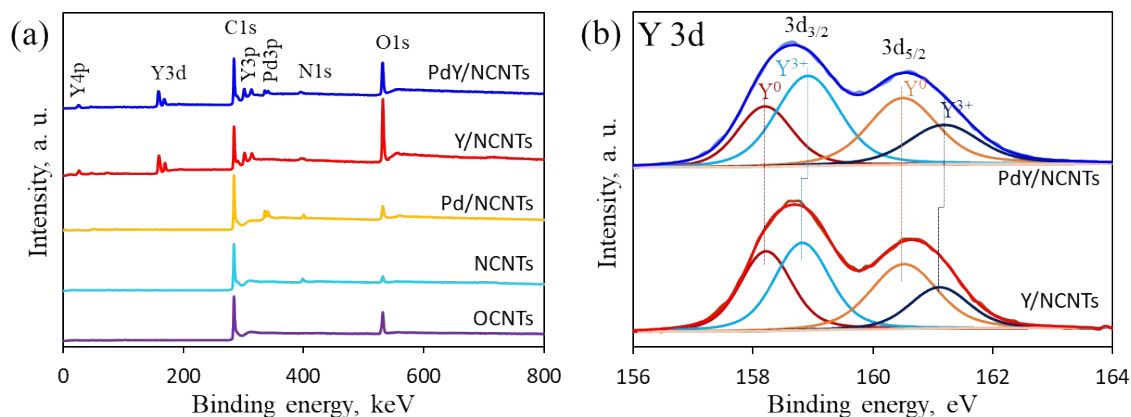 (a)
Intensity, a. u.
Y4p
Y3d
C1s
Y3p
Pd3p
N1s
O1s
PdY/NCNTs
Y/NCNTs
Pd/NCNTs
NCNTs
OCNTs
0 200 400 600 800
Binding energy, keV
(b)
Y 3d
Intensity, a. u.
3d3/2
3d5/2
Y0
Y3+
Y0
Y3+
PdY/NCNTs
Y/NCNTs
156 158 160 162 164
Binding energy, eV